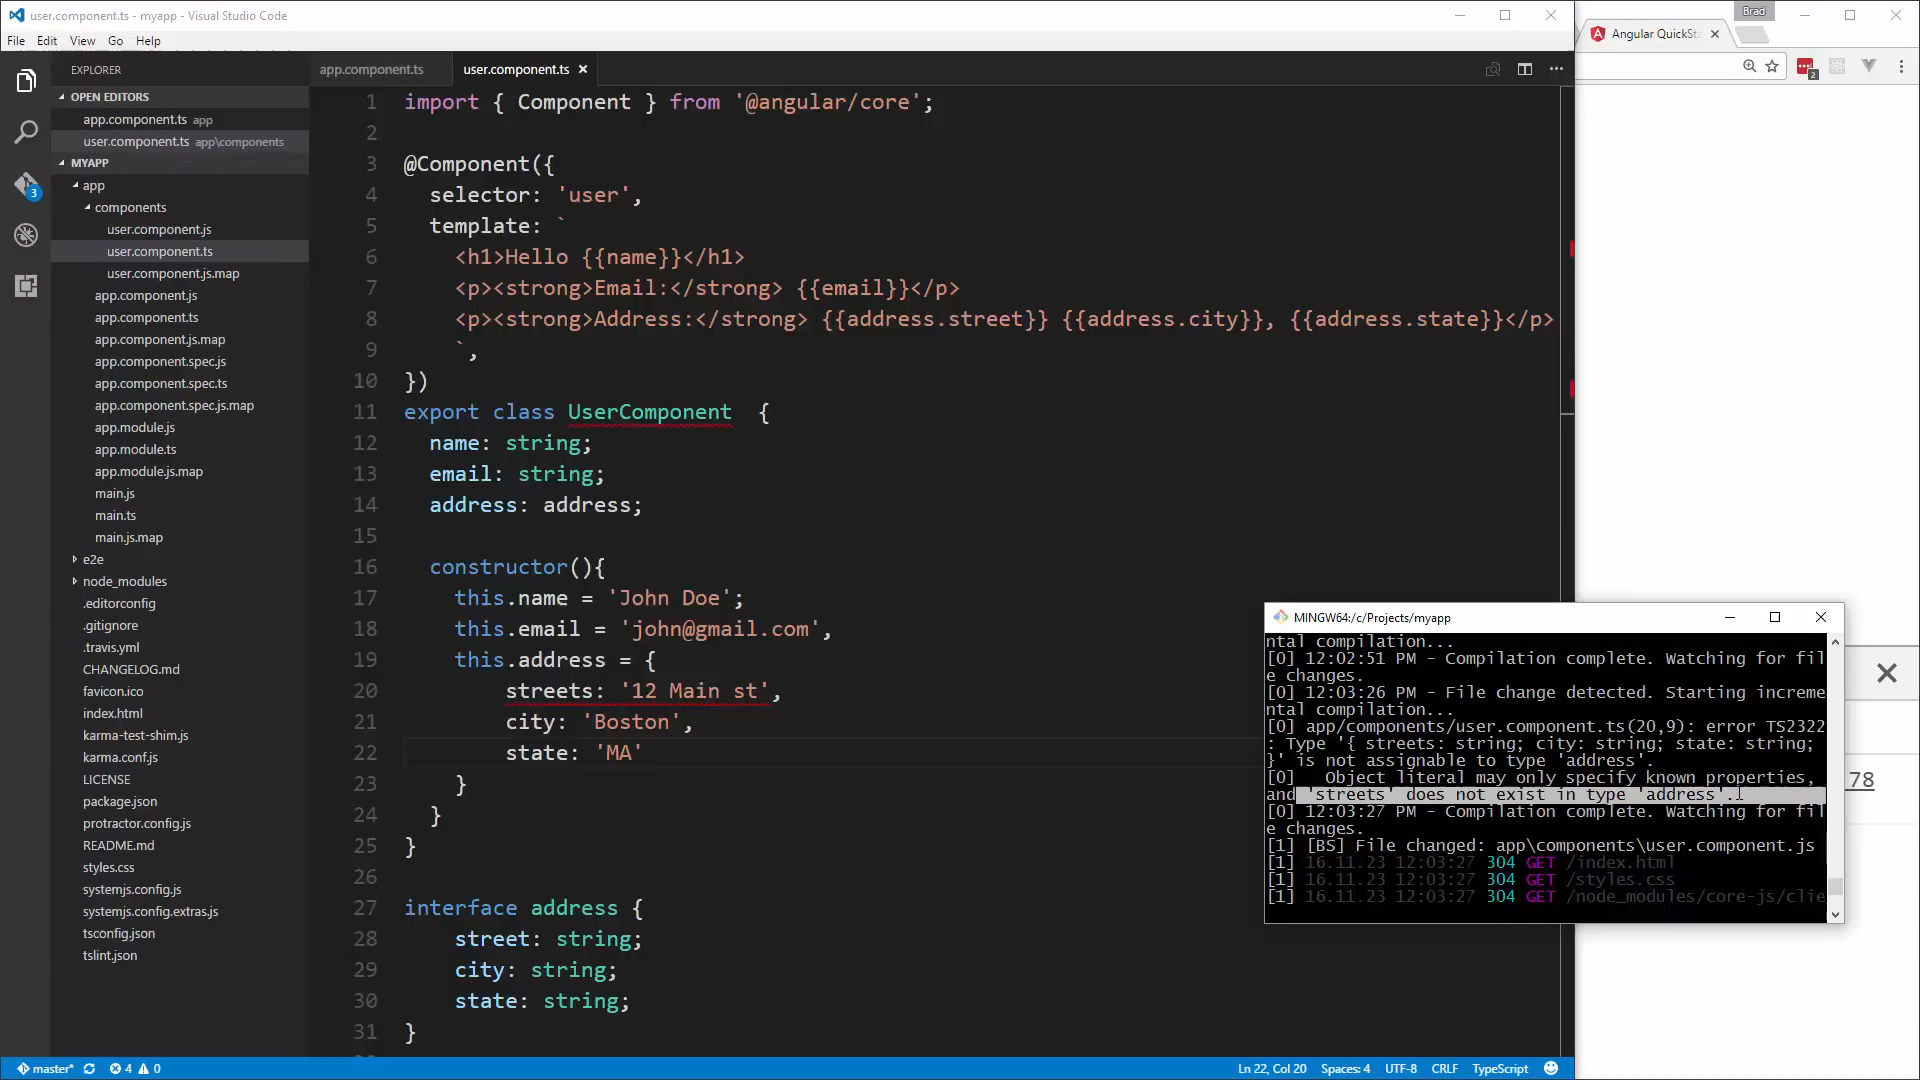 user.component.ts - myapp - Visual Studio Code
File Edit View Go Help
EXPLORER
OPEN EDITORS
app.component.ts app
user.component.ts app\components
MYAPP
app
components
user.component.js
user.component.ts
user.component.js.map
app.component.js
app.component.ts
app.component.js.map
app.component.spec.js
app.component.spec.ts
app.component.spec.js.map
app.module.js
app.module.ts
app.module.js.map
main.js
main.ts
main.js.map
e2e
node_modules
.editorconfig
.gitignore
.travis.yml
CHANGELOG.md
favicon.ico
index.html
karma-test-shim.js
karma.conf.js
LICENSE
package.json
protractor.config.js
README.md
styles.css
systemjs.config.js
systemjs.config.extras.js
tsconfig.json
tslint.json
3
app.component.ts user.component.ts
1 import { Component } from '@angular/core';
2
3 @Component({
4 selector: 'user',
5 template: `
6 <h1>Hello {{name}}</h1>
7 <p><strong>Email:</strong> {{email}}</p>
8 <p><strong>Address:</strong> {{address.street}} {{address.city}}, {{address.state}}</p>
9 `,
10 })
11 export class UserComponent  {
12 name: string;
13 email: string;
14 address: address;
15
16 constructor(){
17 this.name = 'John Doe';
18 this.email = 'john@gmail.com',
19 this.address = {
20 streets: '12 Main st',
21 city: 'Boston',
22 state: 'MA'
23 }
24 }
25 }
26
27 interface address {
28 street: string;
29 city: string;
30 state: string;
31 }
master* 4 0
Ln 22, Col 20 Spaces: 4 UTF-8 CRLF TypeScript
Brad
Angular QuickSt
2
78
MINGW64:/c/Projects/myapp
ntal compilation...
[0] 12:02:51 PM - Compilation complete. Watching for fil
e changes.
[0] 12:03:26 PM - File change detected. Starting increme
ntal compilation...
[0] app/components/user.component.ts(20,9): error TS2322
: Type '{ streets: string; city: string; state: string;
}' is not assignable to type 'address'.
[0]   Object literal may only specify known properties,
and 'streets' does not exist in type 'address'.
[0] 12:03:27 PM - Compilation complete. Watching for fil
e changes.
[1] [BS] File changed: app\components\user.component.js
[1] 16.11.23 12:03:27 304 GET /index.html
[1] 16.11.23 12:03:27 304 GET /styles.css
[1] 16.11.23 12:03:27 304 GET /node_modules/core-js/clie